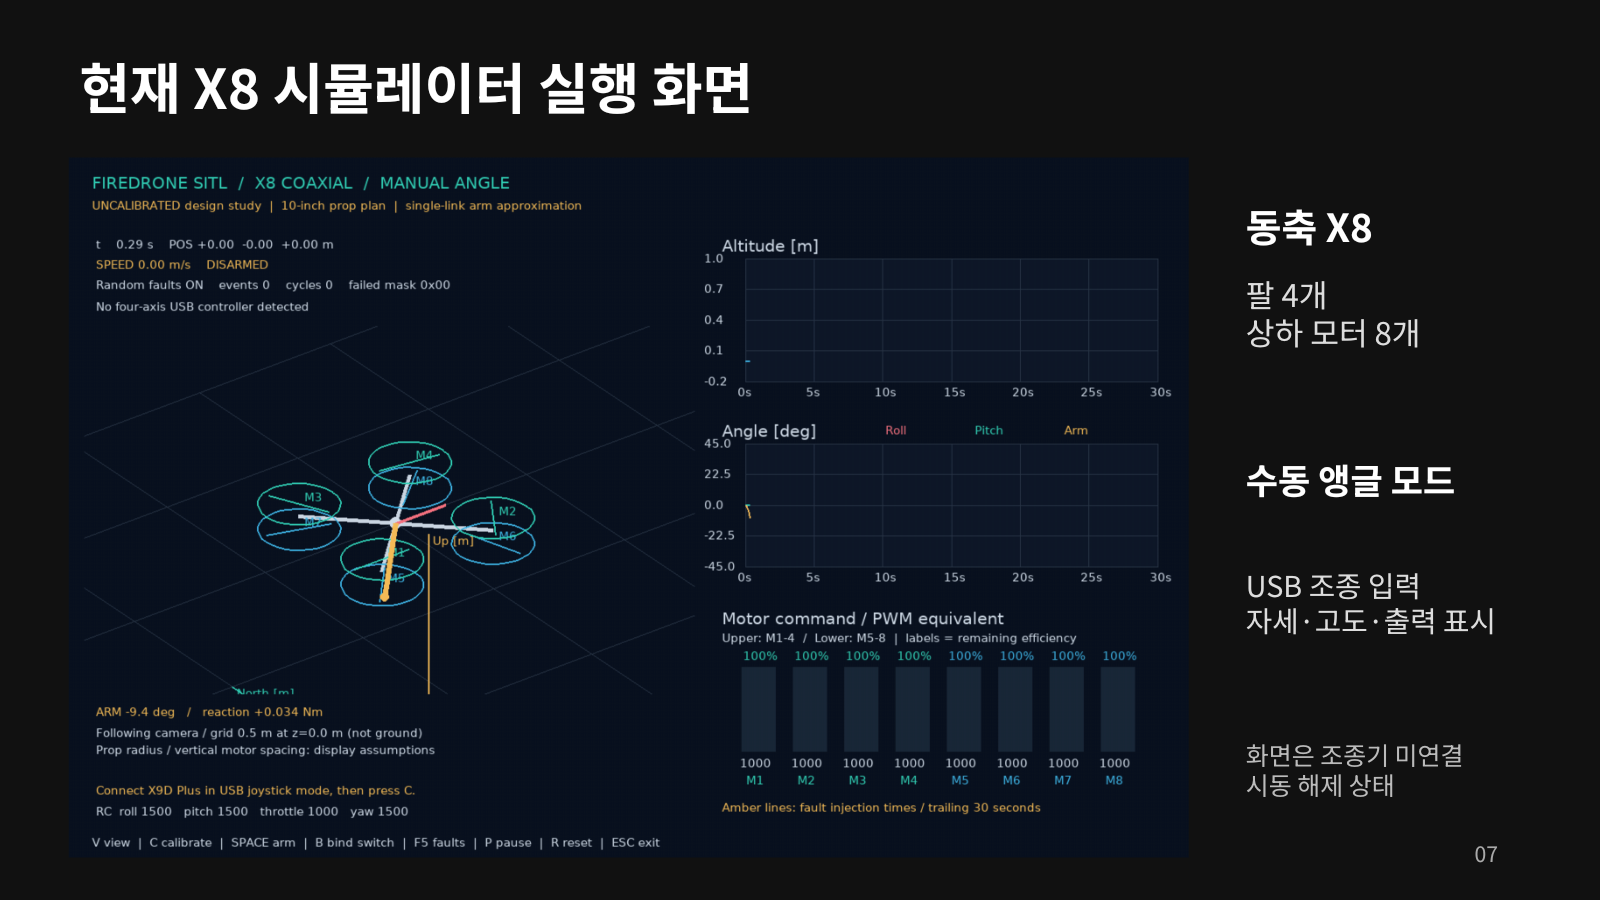 현재 X8 시뮬레이터 실행 화면
FIREDRONE SITL / X8 COAXIAL / MANUAL ANGLE
UNCALIBRATED design study | 10-inch prop plan | single-link arm approximation
t 0.29 s POS +0.00 -0.00 +0.00 m
SPEED 0.00 m/s DISARMED
Random faults ON events 0 cycles 0 failed mask 0x00
No four-axis USB controller detected
M4
M8
M3
M7
M2
M6
M1
M5
Up [m]
North [m]
ARM -9.4 deg / reaction +0.034 Nm
Following camera / grid 0.5 m at z=0.0 m (not ground)
Prop radius / vertical motor spacing: display assumptions
Connect X9D Plus in USB joystick mode, then press C.
RC roll 1500 pitch 1500 throttle 1000 yaw 1500
V view | C calibrate | SPACE arm | B bind switch | F5 faults | P pause | R reset | ESC exit
Altitude [m]
1.0
0.7
0.4
0.1
-0.2
0s 5s 10s 15s 20s 25s 30s
Angle [deg] Roll Pitch Arm
45.0
22.5
0.0
-22.5
-45.0
0s 5s 10s 15s 20s 25s 30s
Motor command / PWM equivalent
Upper: M1-4 / Lower: M5-8 | labels = remaining efficiency
100% 100% 100% 100% 100% 100% 100% 100%
1000 1000 1000 1000 1000 1000 1000 1000
M1 M2 M3 M4 M5 M6 M7 M8
Amber lines: fault injection times / trailing 30 seconds
동축 X8
팔 4개
상하 모터 8개
수동 앵글 모드
USB 조종 입력
자세·고도·출력 표시
화면은 조종기 미연결
시동 해제 상태
07